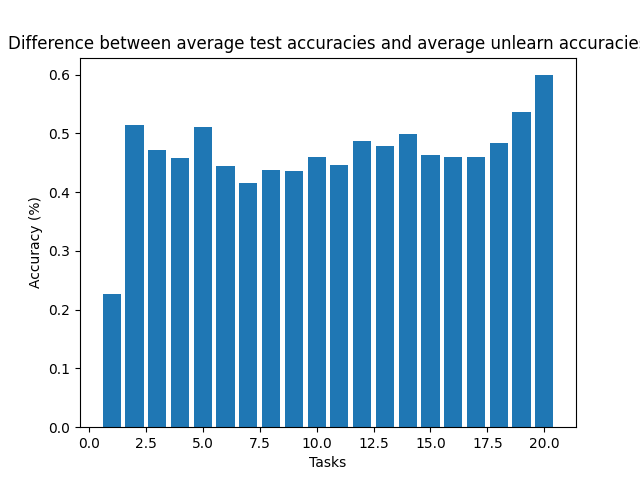 Difference between average test accuracies and average unlearn accuracies
0.6
0.5
0.4
0.3
0.2
0.1
0.0
Accuracy (%)
0.0 2.5 5.0 7.5 10.0 12.5 15.0 17.5 20.0
Tasks